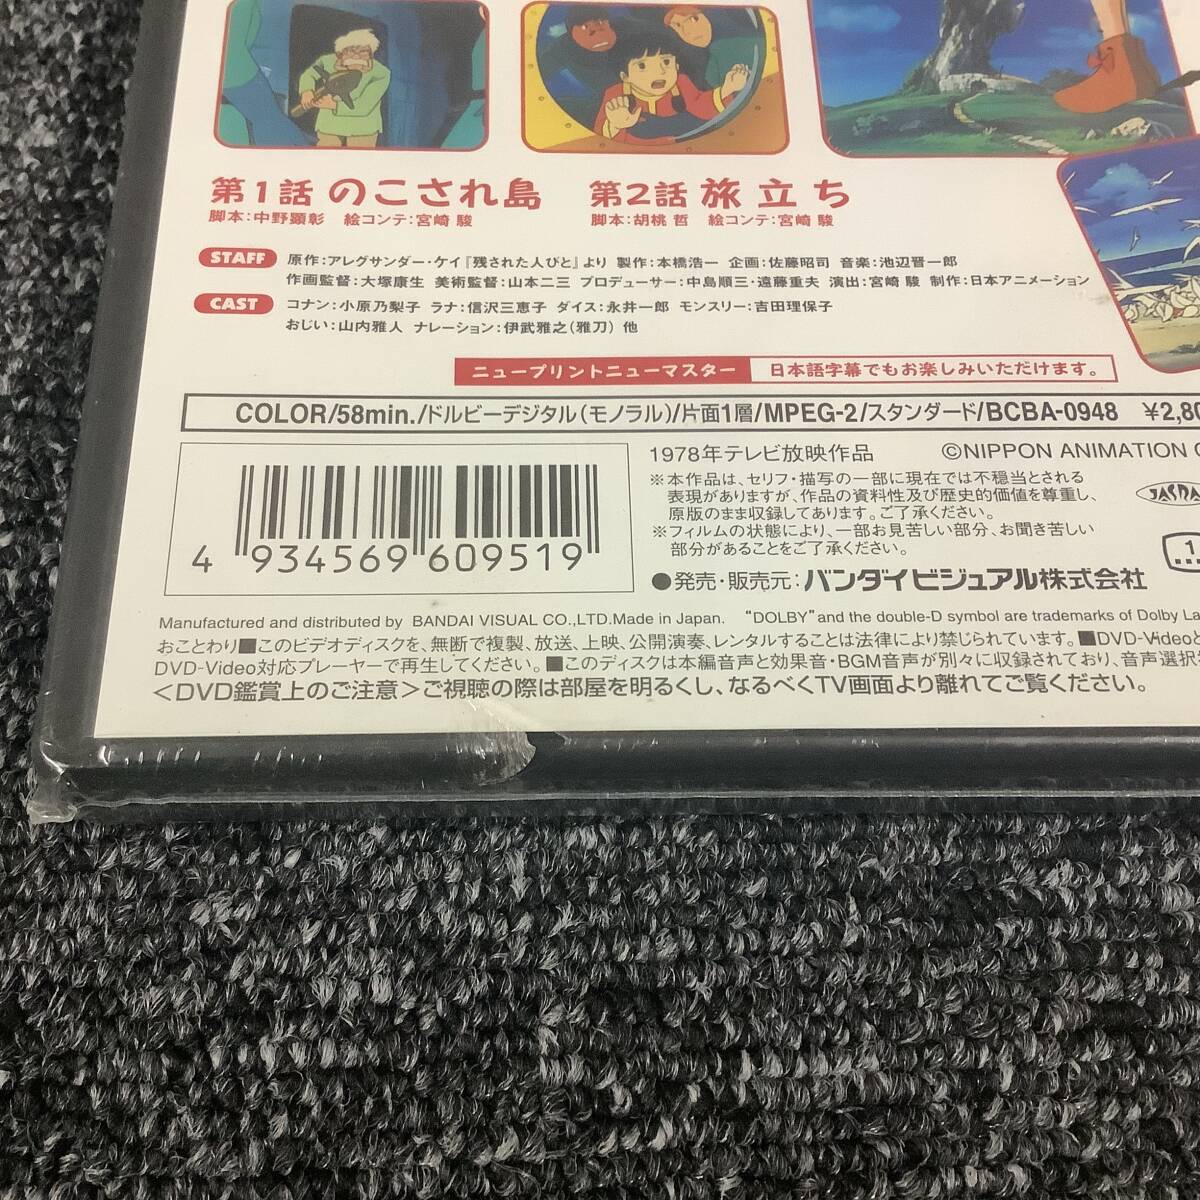 第1話 のこされ島
脚本:中野顕彰 絵コンテ:宮崎 駿
第2話 旅立ち
脚本:胡桃 哲 絵コンテ:宮崎 駿
STAFF 原作:アレグサンダー・ケイ『残された人びと』より 製作:本橋浩一 企画:佐藤昭司 音楽:池辺晋一郎
作画監督:大塚康生 美術監督:山本二三 プロデューサー:中島順三・遠藤重夫 演出:宮崎 駿 制作:日本アニメーション
CAST コナン:小原乃梨子 ラナ:信沢三恵子 ダイス:永井一郎 モンスリー:吉田理保子
おじい:山内雅人 ナレーション:伊武雅之(雅刀) 他
ニュープリントニューマスター 日本語字幕でもお楽しみいただけます。
COLOR/58min./ドルビーデジタル(モノラル)/片面1層/MPEG-2/スタンダード/BCBA-0948 ¥2,80
1978年テレビ放映作品 ©NIPPON ANIMATION C
※本作品は、セリフ・描写の一部に現在では不穏当とされる
表現がありますが、作品の資料性及び歴史的価値を尊重し、
原版のまま収録してあります。ご了承ください。
※フィルムの状態により、一部お見苦しい部分、お聞き苦しい
部分があることをご了承ください。
JASRA
1
4 934569 609519
●発売・販売元:バンダイビジュアル株式会社
Manufactured and distributed by BANDAI VISUAL CO.,LTD.Made in Japan. "DOLBY" and the double-D symbol are trademarks of Dolby La
おことわり■このビデオディスクを、無断で複製、放送、上映、公開演奏、レンタルすることは法律により禁じられています。■DVD-Videoは
DVD-Video対応プレーヤーで再生してください。■このディスクは本編音声と効果音・BGM音声が別々に収録されており、音声選択
<DVD鑑賞上のご注意>ご視聴の際は部屋を明るくし、なるべくTV画面より離れてご覧ください。